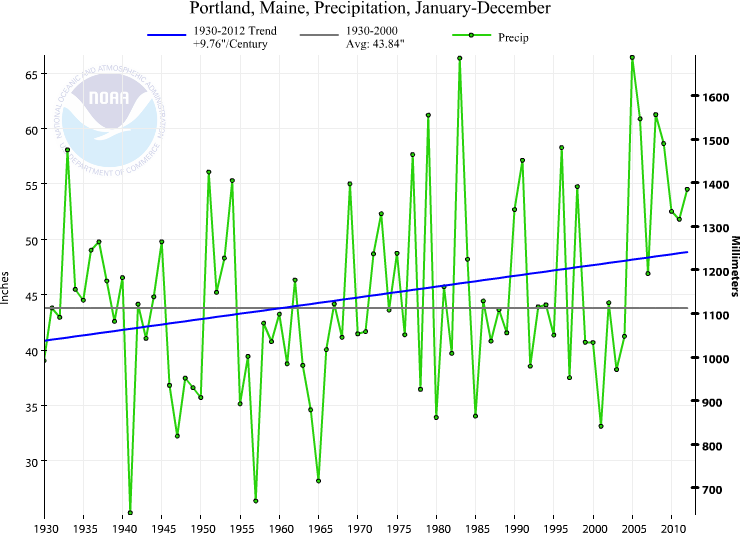 Portland, Maine, Precipitation, January-December
1930-2012 Trend
+9.76"/Century
1930-2000
Avg: 43.84"
Precip
NATIONAL OCEANIC AND ATMOSPHERIC ADMINISTRATION
NOAA
U.S. DEPARTMENT OF COMMERCE
Inches
65
60
55
50
45
40
35
30
1600
1500
1400
1300
1200
1100
1000
900
800
700
Millimeters
1930 1935 1940 1945 1950 1955 1960 1965 1970 1975 1980 1985 1990 1995 2000 2005 2010